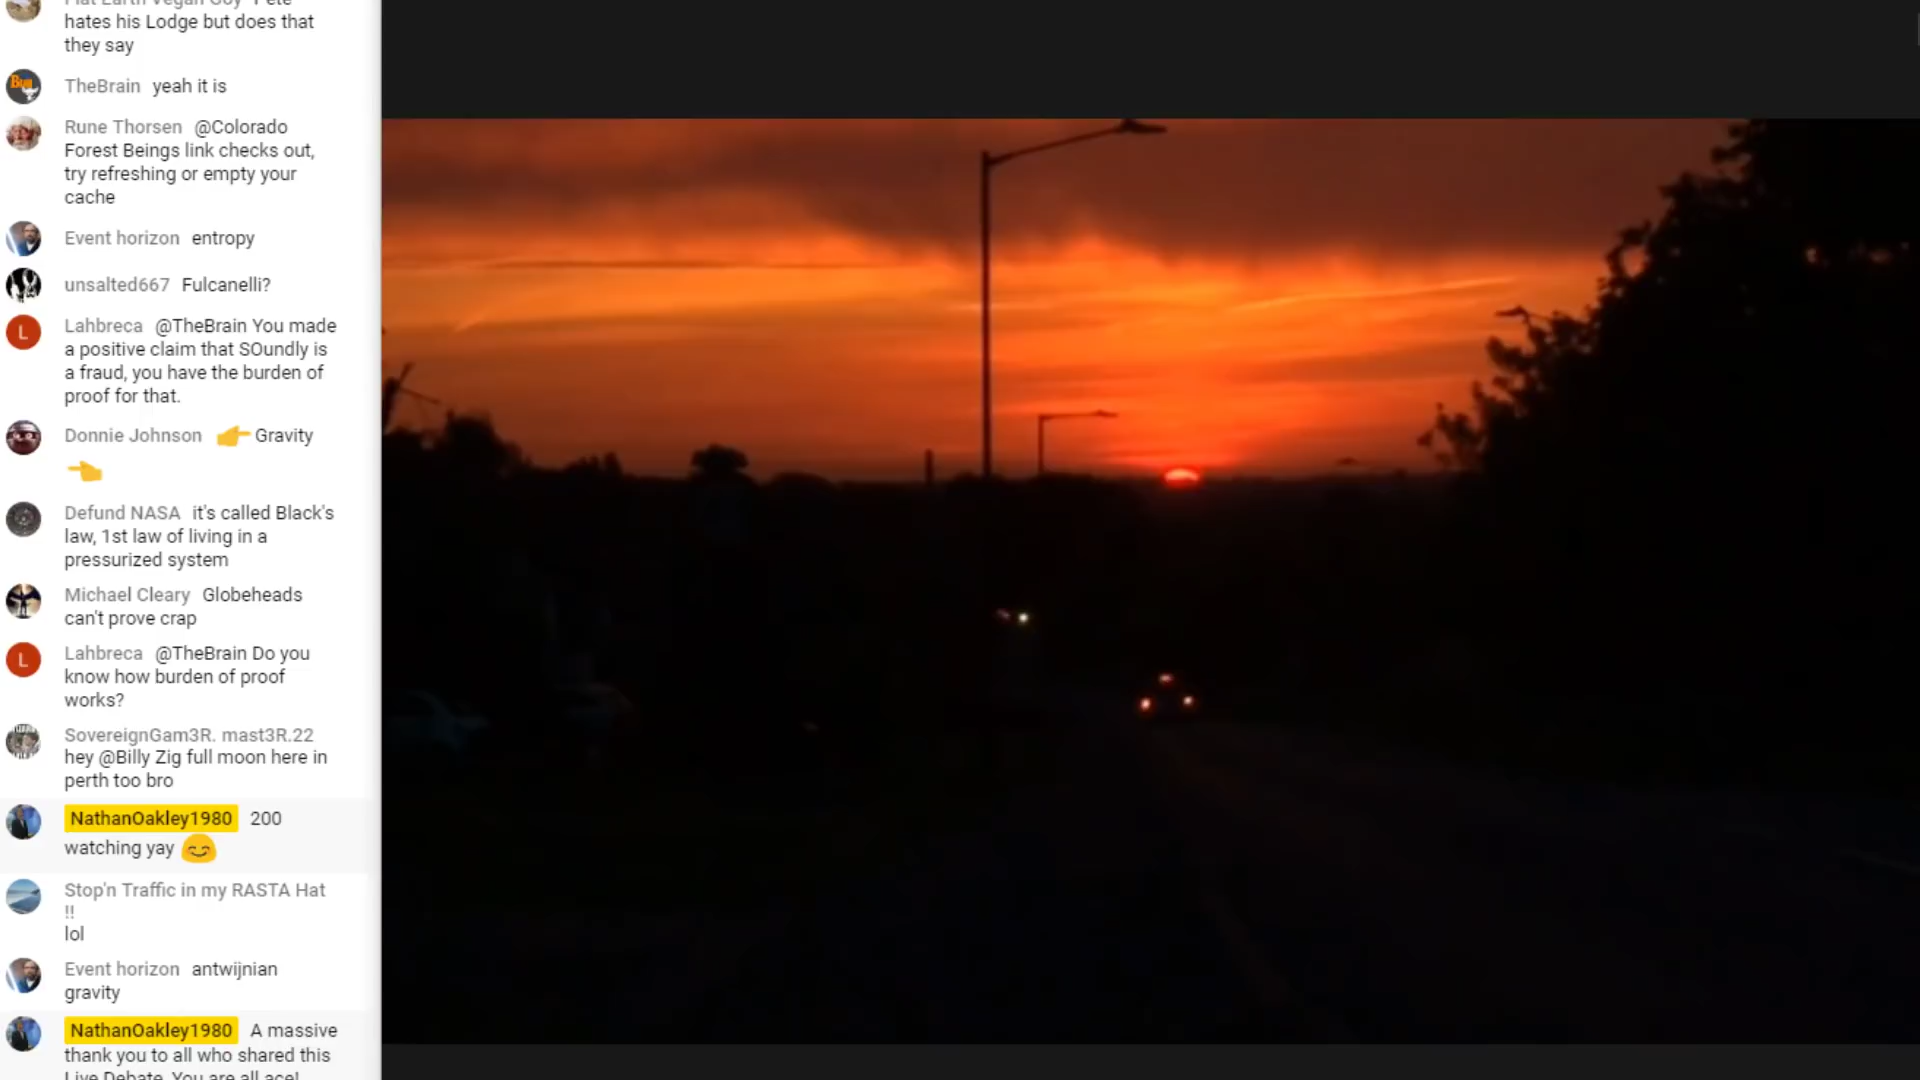 hates his Lodge but does that
they say
TheBrain yeah it is
Rune Thorsen @Colorado
Forest Beings link checks out,
try refreshing or empty your
cache
Event horizon entropy
unsalted667 Fulcanelli?
Lahbreca @TheBrain You made
a positive claim that SOundly is
a fraud, you have the burden of
proof for that.
Donnie Johnson 👉 Gravity
👈
Defund NASA it's called Black's
law, 1st law of living in a
pressurized system
Michael Cleary Globeheads
can't prove crap
Lahbreca @TheBrain Do you
know how burden of proof
works?
SovereignGam3R. mast3R.22
hey @Billy Zig full moon here in
perth too bro
NathanOakley1980 200
watching yay 😊
Stop'n Traffic in my RASTA Hat
!!
lol
Event horizon antwijnian
gravity
NathanOakley1980 A massive
thank you to all who shared this
Live Debate. You are all ace!